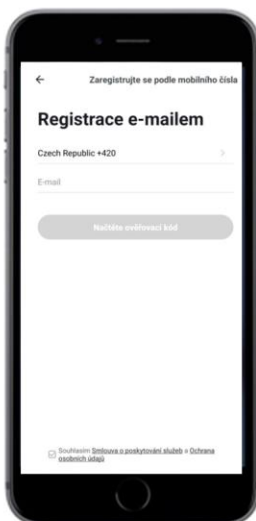 Zaregistrujte se podle mobilního čísla
Registrace e-mailem
Czech Republic +420
E-mail
Načtěte ověřovací kód
Souhlasím Smlouva o poskytování služeb a Ochrana
osobních údajů